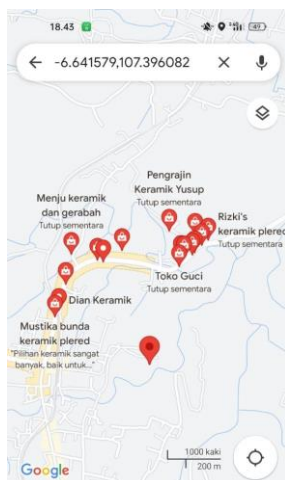 18.43
49
-6.641579,107.396082
Pengrajin
Keramik Yusup
Tutup sementara
Menju keramik
dan gerabah
Tutup sementara
Rizki's
keramik plered
Tutup sementara
Toko Guci
Tutup sementara
Dian Keramik
Mustika bunda
keramik plered
"Pilihan keramik sangat
banyak, baik untuk..."
1000 kaki
200 m
Google